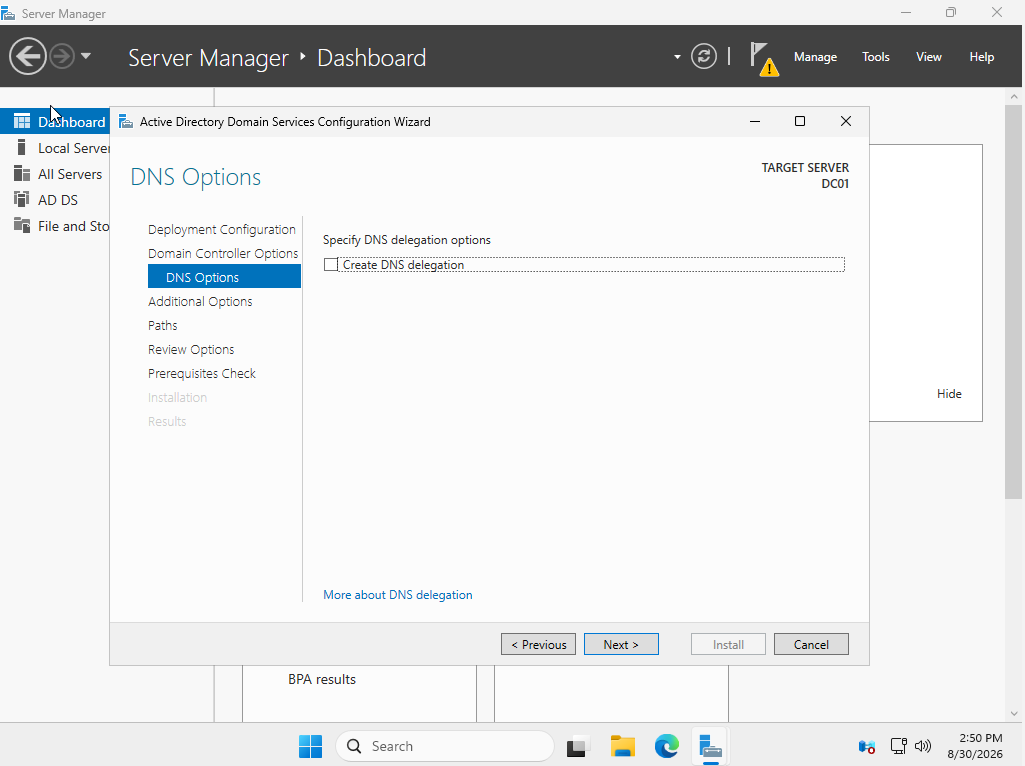 Server Manager
Server Manager ‣ Dashboard
Manage
Tools
View
Help
Dashboard
Local Server
All Servers
AD DS
File and Sto
Active Directory Domain Services Configuration Wizard
DNS Options
TARGET SERVER
DC01
Deployment Configuration
Domain Controller Options
DNS Options
Additional Options
Paths
Review Options
Prerequisites Check
Installation
Results
Specify DNS delegation options
Create DNS delegation
More about DNS delegation
< Previous
Next >
Install
Cancel
Hide
BPA results
Search
2:50 PM
8/30/2026